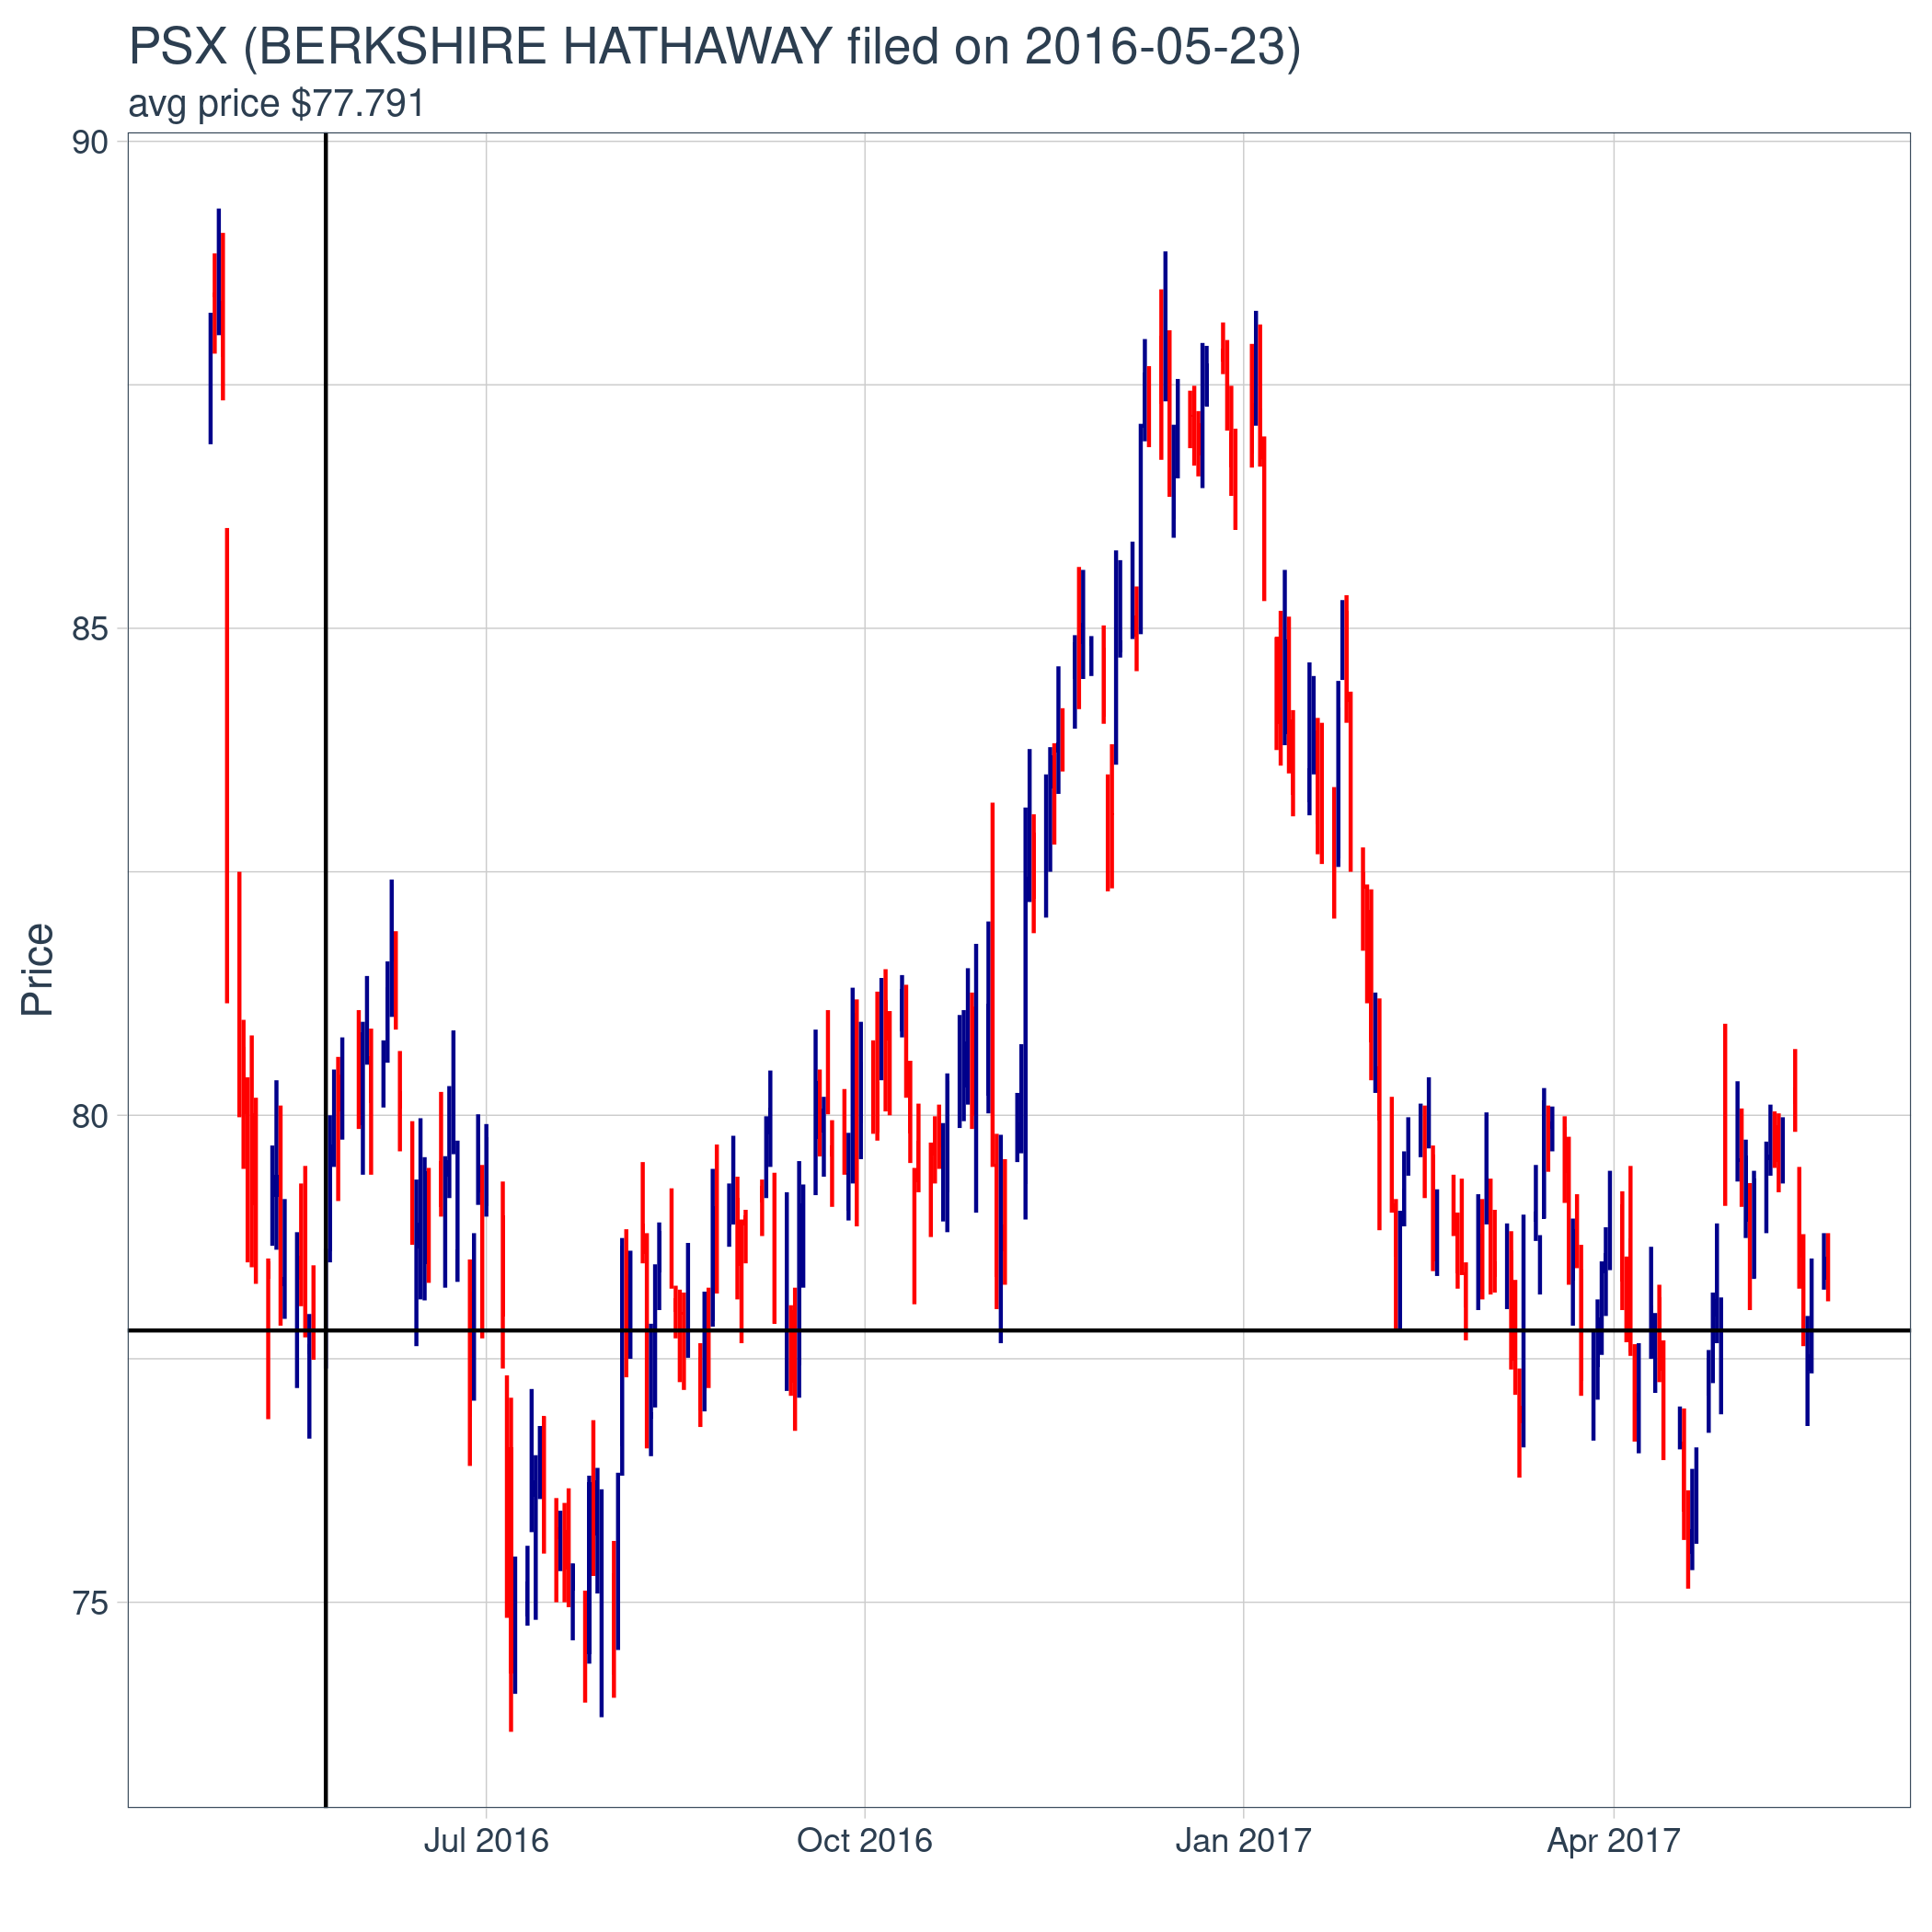 PSX (BERKSHIRE HATHAWAY filed on 2016-05-23)
avg price $77.791
90
85
80
75
Price
Jul 2016
Oct 2016
Jan 2017
Apr 2017